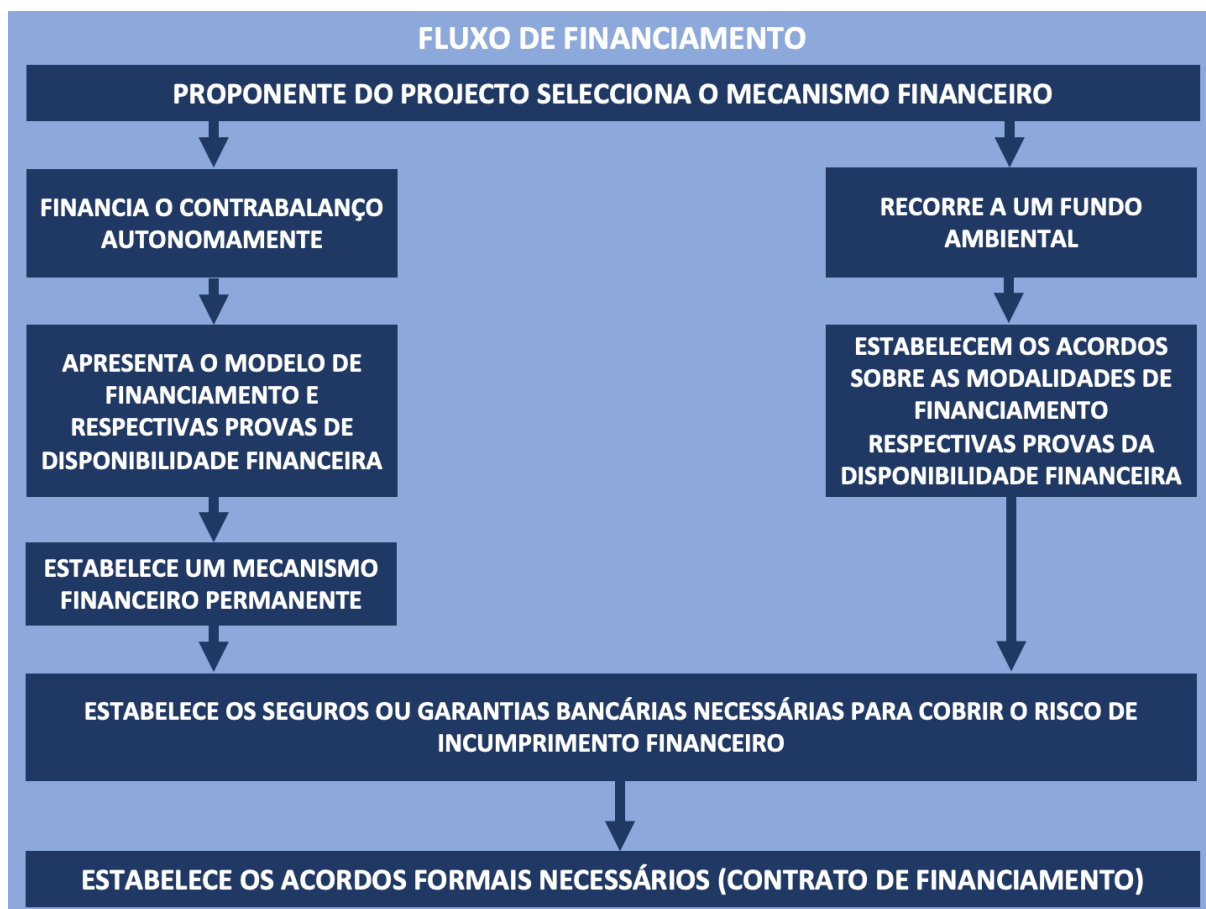 FLUXO DE FINANCIAMENTO
PROPONENTE DO PROJECTO SELECCIONA O MECANISMO FINANCEIRO
FINANCIA O CONTRABALANÇO
AUTONOMAMENTE
RECORRE A UM FUNDO
AMBIENTAL
APRESENTA O MODELO DE
FINANCIAMENTO E
RESPECTIVAS PROVAS DE
DISPONIBILIDADE FINANCEIRA
ESTABELECEM OS ACORDOS
SOBRE AS MODALIDADES DE
FINANCIAMENTO
RESPECTIVAS PROVAS DA
DISPONIBILIDADE FINANCEIRA
ESTABELECE UM MECANISMO
FINANCEIRO PERMANENTE
ESTABELECE OS SEGUROS OU GARANTIAS BANCÁRIAS NECESSÁRIAS PARA COBRIR O RISCO DE
INCUMPRIMENTO FINANCEIRO
ESTABELECE OS ACORDOS FORMAIS NECESSÁRIOS (CONTRATO DE FINANCIAMENTO)